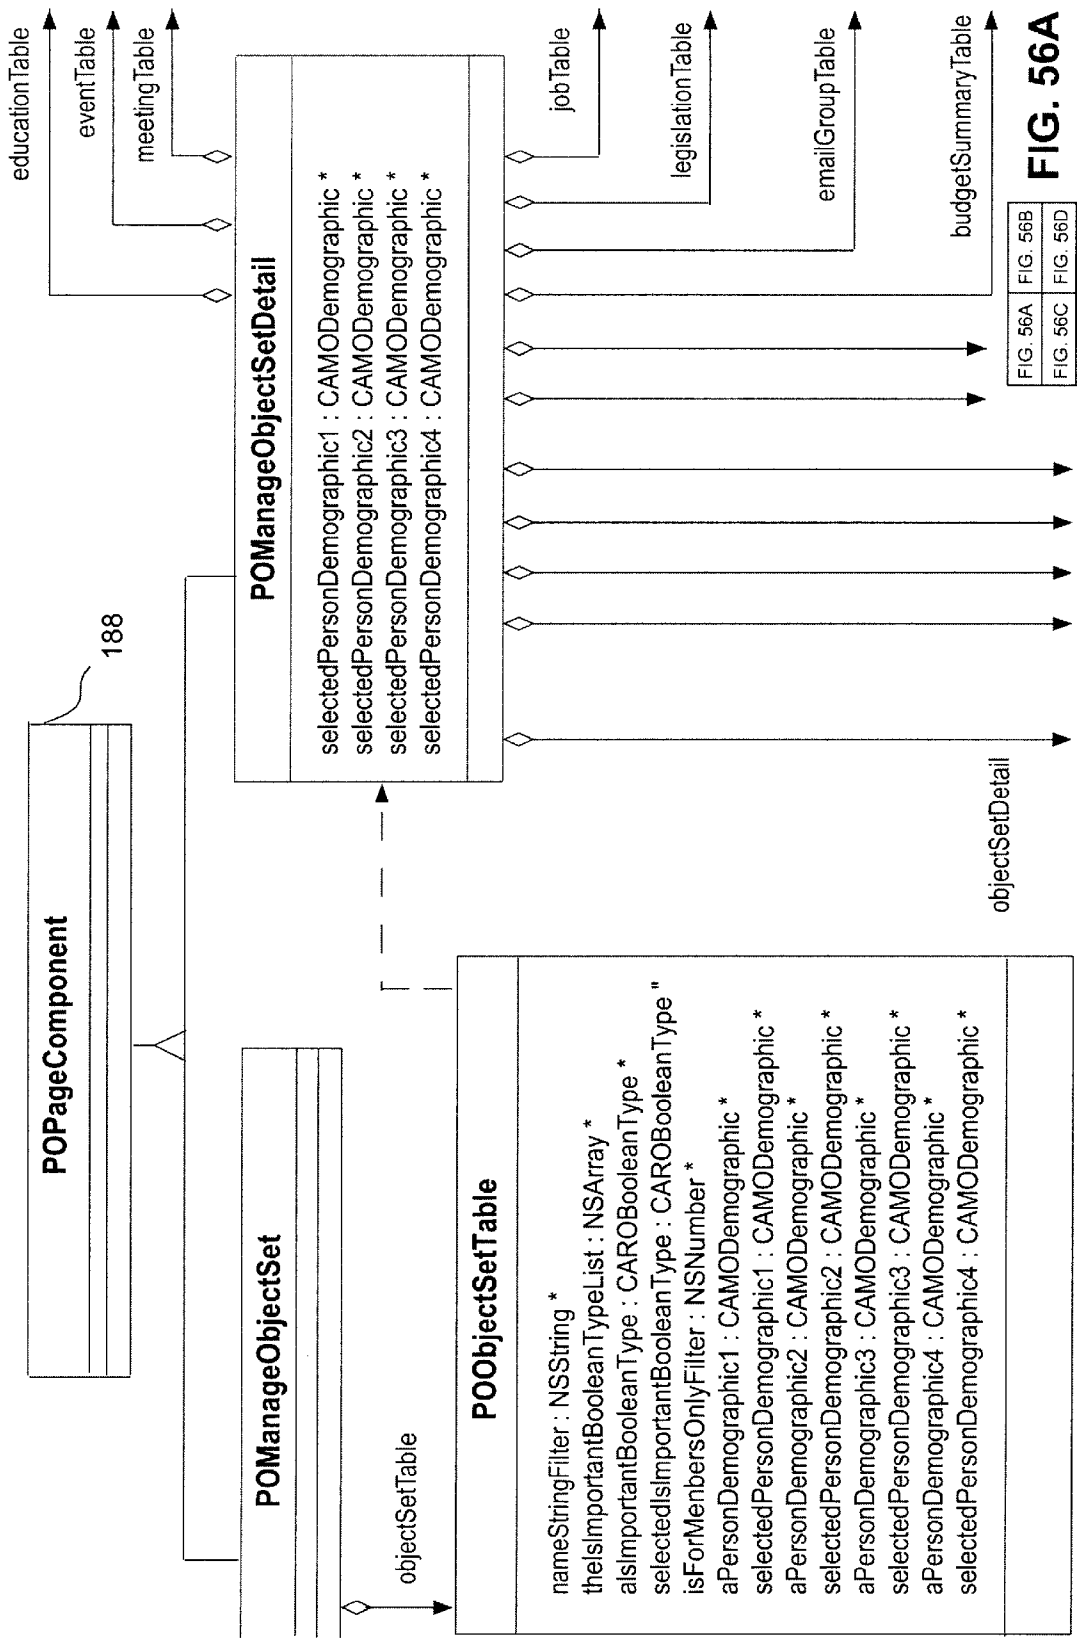 POPageComponent
188
POManageObjectSet
objectSetTable
POObjectSetTable
nameStringFilter : NSString *
theIsImportantBooleanTypeList : NSArray *
aIsImportantBooleanType : CAROBooleanType *
selectedIsImportantBooleanType : CAROBooleanType "
isForMenbersOnlyFilter : NSNumber *
aPersonDemographic1 : CAMODemographic *
selectedPersonDemographic1 : CAMODemographic *
aPersonDemographic2 : CAMODemographic *
selectedPersonDemographic2 : CAMODemographic *
aPersonDemographic3 : CAMODemographic *
selectedPersonDemographic3 : CAMODemographic *
aPersonDemographic4 : CAMODemographic *
selectedPersonDemographic4 : CAMODemographic *
POManageObjectSetDetail
selectedPersonDemographic1 : CAMODemographic *
selectedPersonDemographic2 : CAMODemographic *
selectedPersonDemographic3 : CAMODemographic *
selectedPersonDemographic4 : CAMODemographic *
educationTable
eventTable
meetingTable
jobTable
legislationTable
emailGroupTable
budgetSummaryTable
objectSetDetail
FIG. 56A FIG. 56B
FIG. 56C FIG. 56D
FIG. 56A